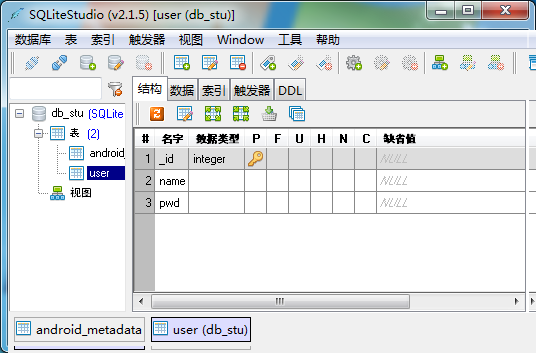 SQLiteStudio (v2.1.5) [user (db_stu)]
数据库 表 索引 触发器 视图 Window 工具 帮助
结构 数据 索引 触发器 DDL
db_stu (SQLite
表 (2)
android_
user
视图
# 名字 数据类型 P F U H N C 缺省值
1 _id integer NULL
2 name NULL
3 pwd NULL
android_metadata user (db_stu)